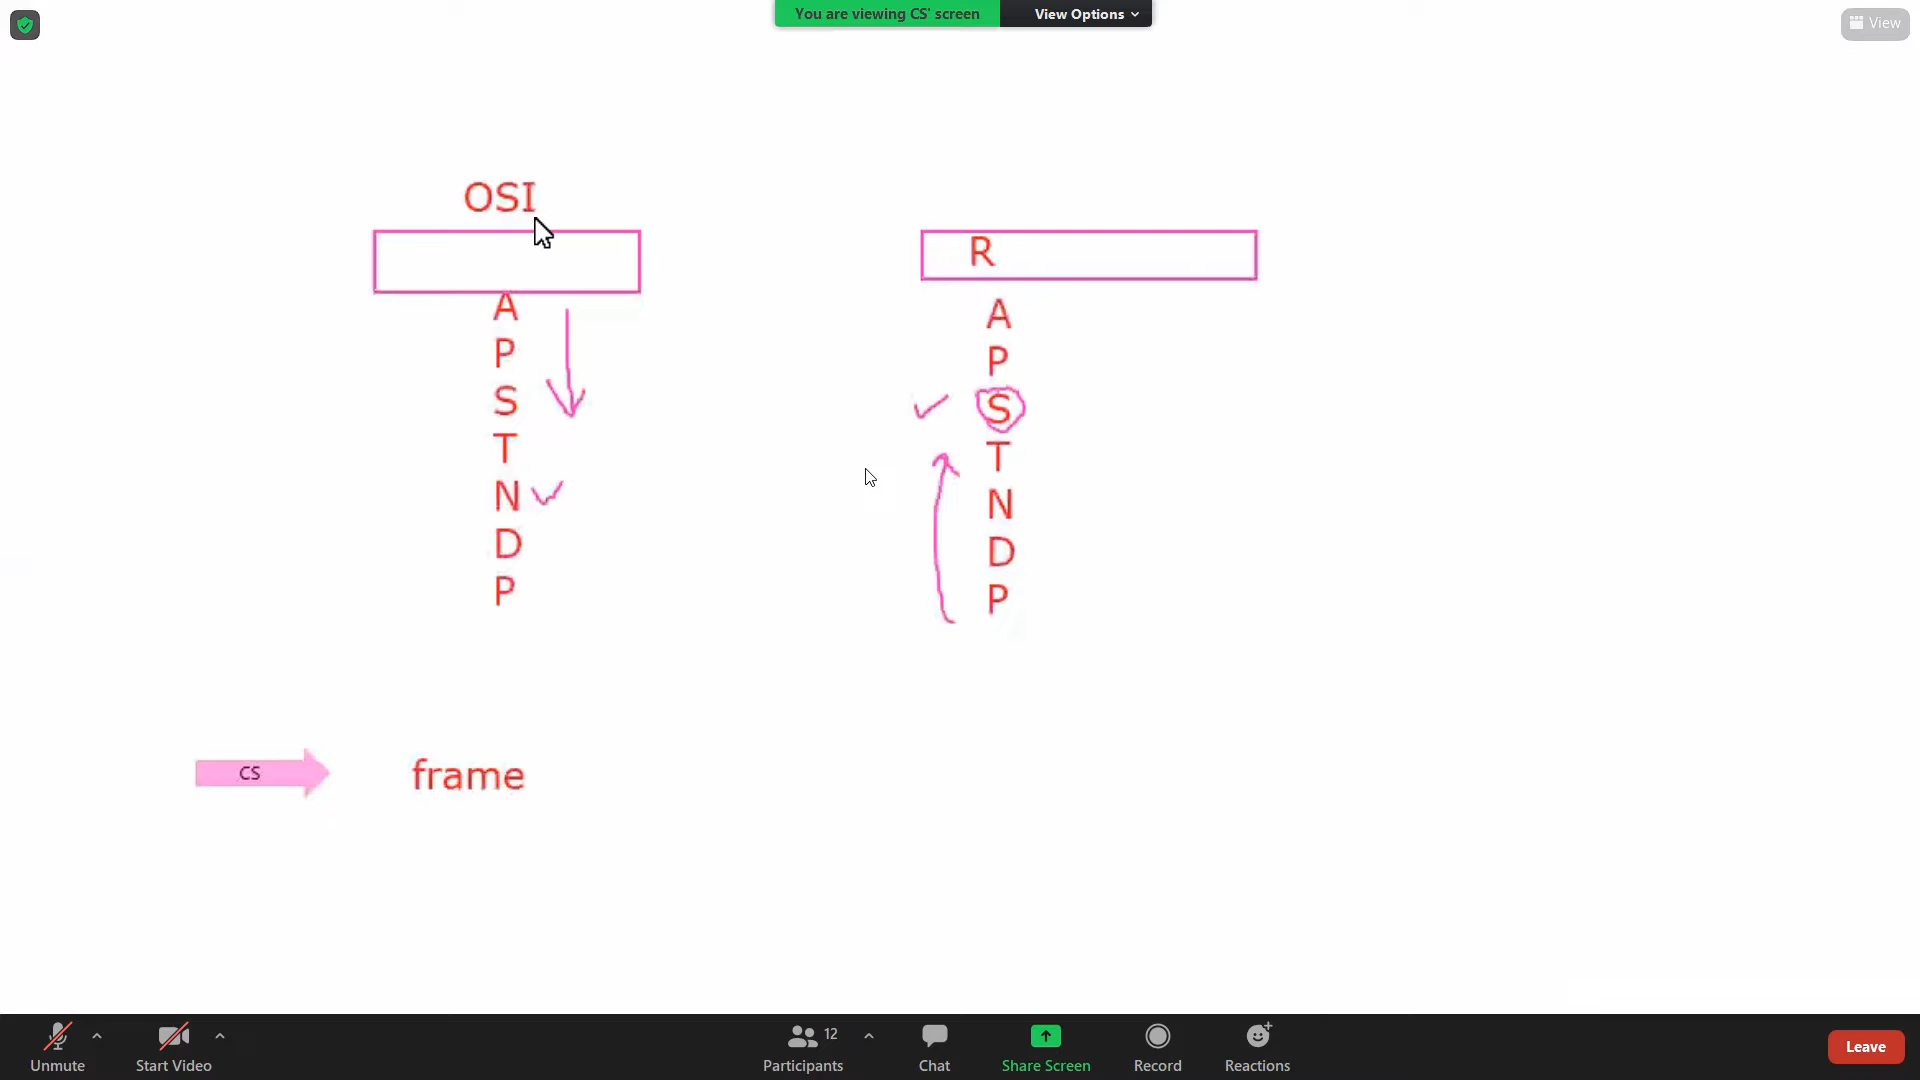 You are viewing CS' screen
View Options
View
OSI
A
P
S
T
N
D
P
R
A
P
S
T
N
D
P
CS
frame
Unmute
Start Video
12
Participants
Chat
Share Screen
Record
Reactions
Leave